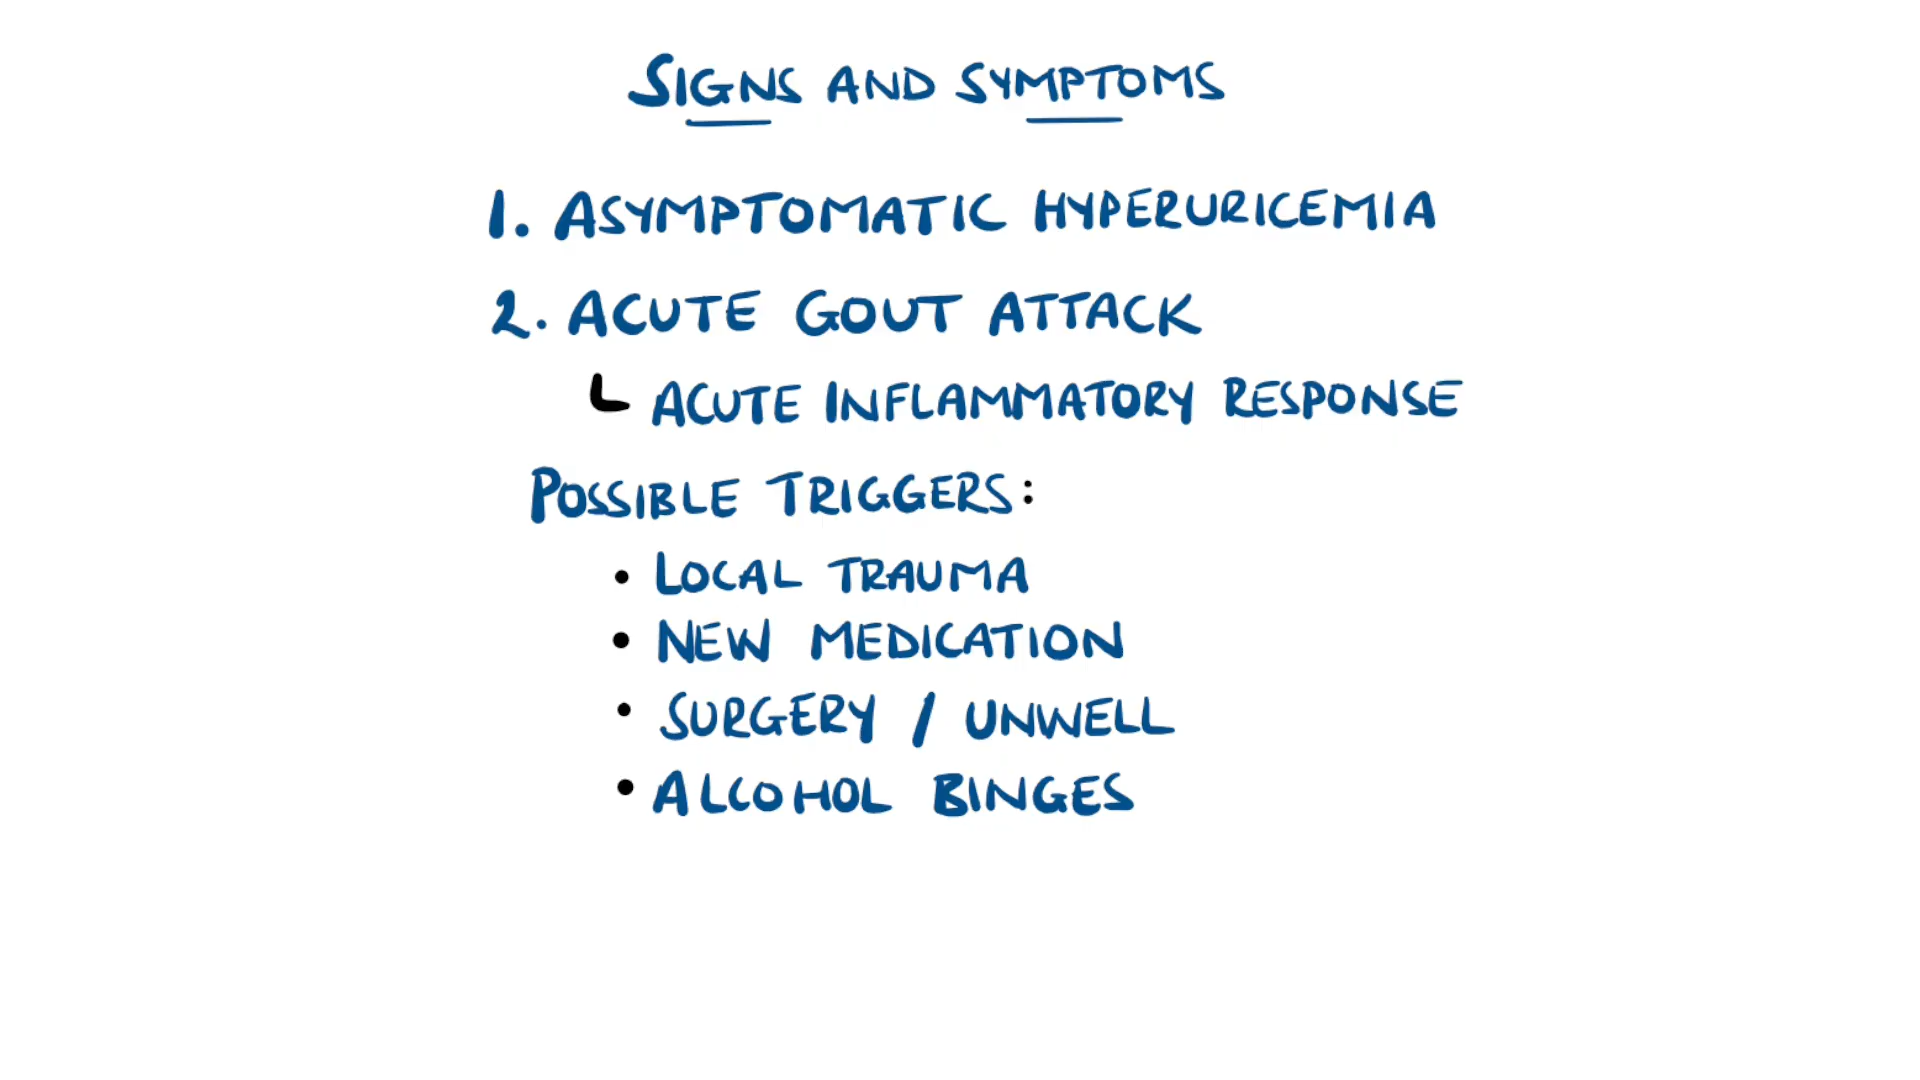 SIGNS AND SYMPTOMS
1. ASYMPTOMATIC HYPERURICEMIA
2. ACUTE GOUT ATTACK
ACUTE INFLAMMATORY RESPONSE
POSSIBLE TRIGGERS:
• LOCAL TRAUMA
• NEW MEDICATION
• SURGERY / UNWELL
• ALCOHOL BINGES